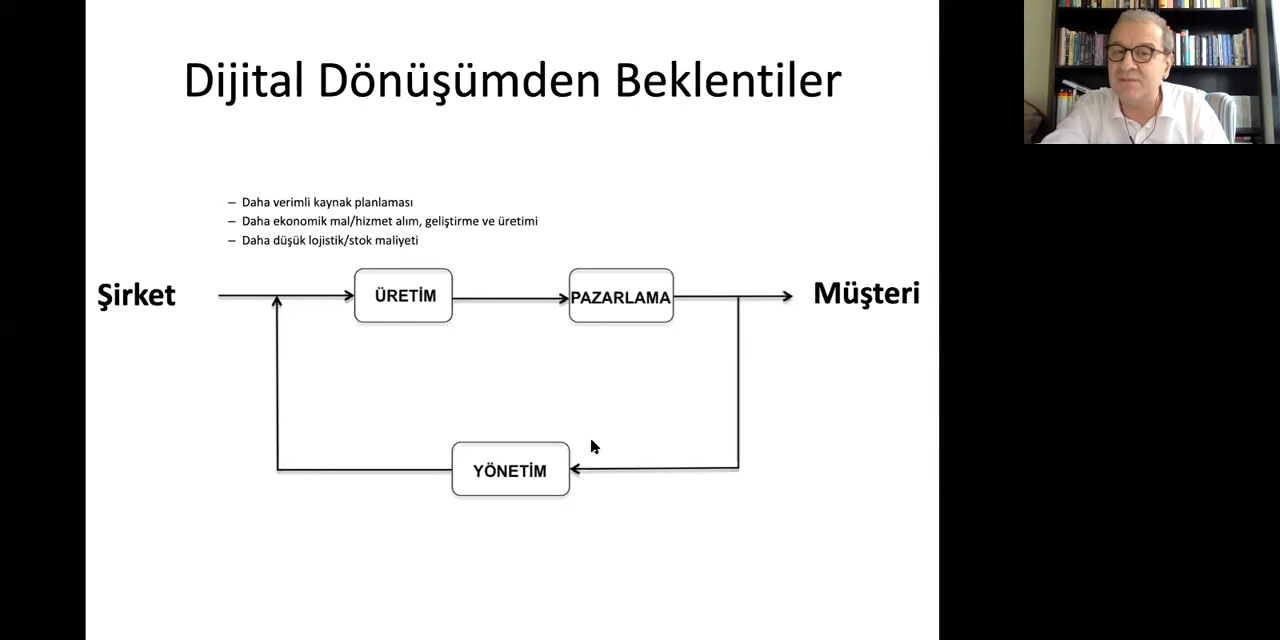 Dijital Dönüşümden Beklentiler
– Daha verimli kaynak planlaması
– Daha ekonomik mal/hizmet alım, geliştirme ve üretimi
– Daha düşük lojistik/stok maliyeti
Şirket
ÜRETİM
PAZARLAMA
Müşteri
YÖNETİM